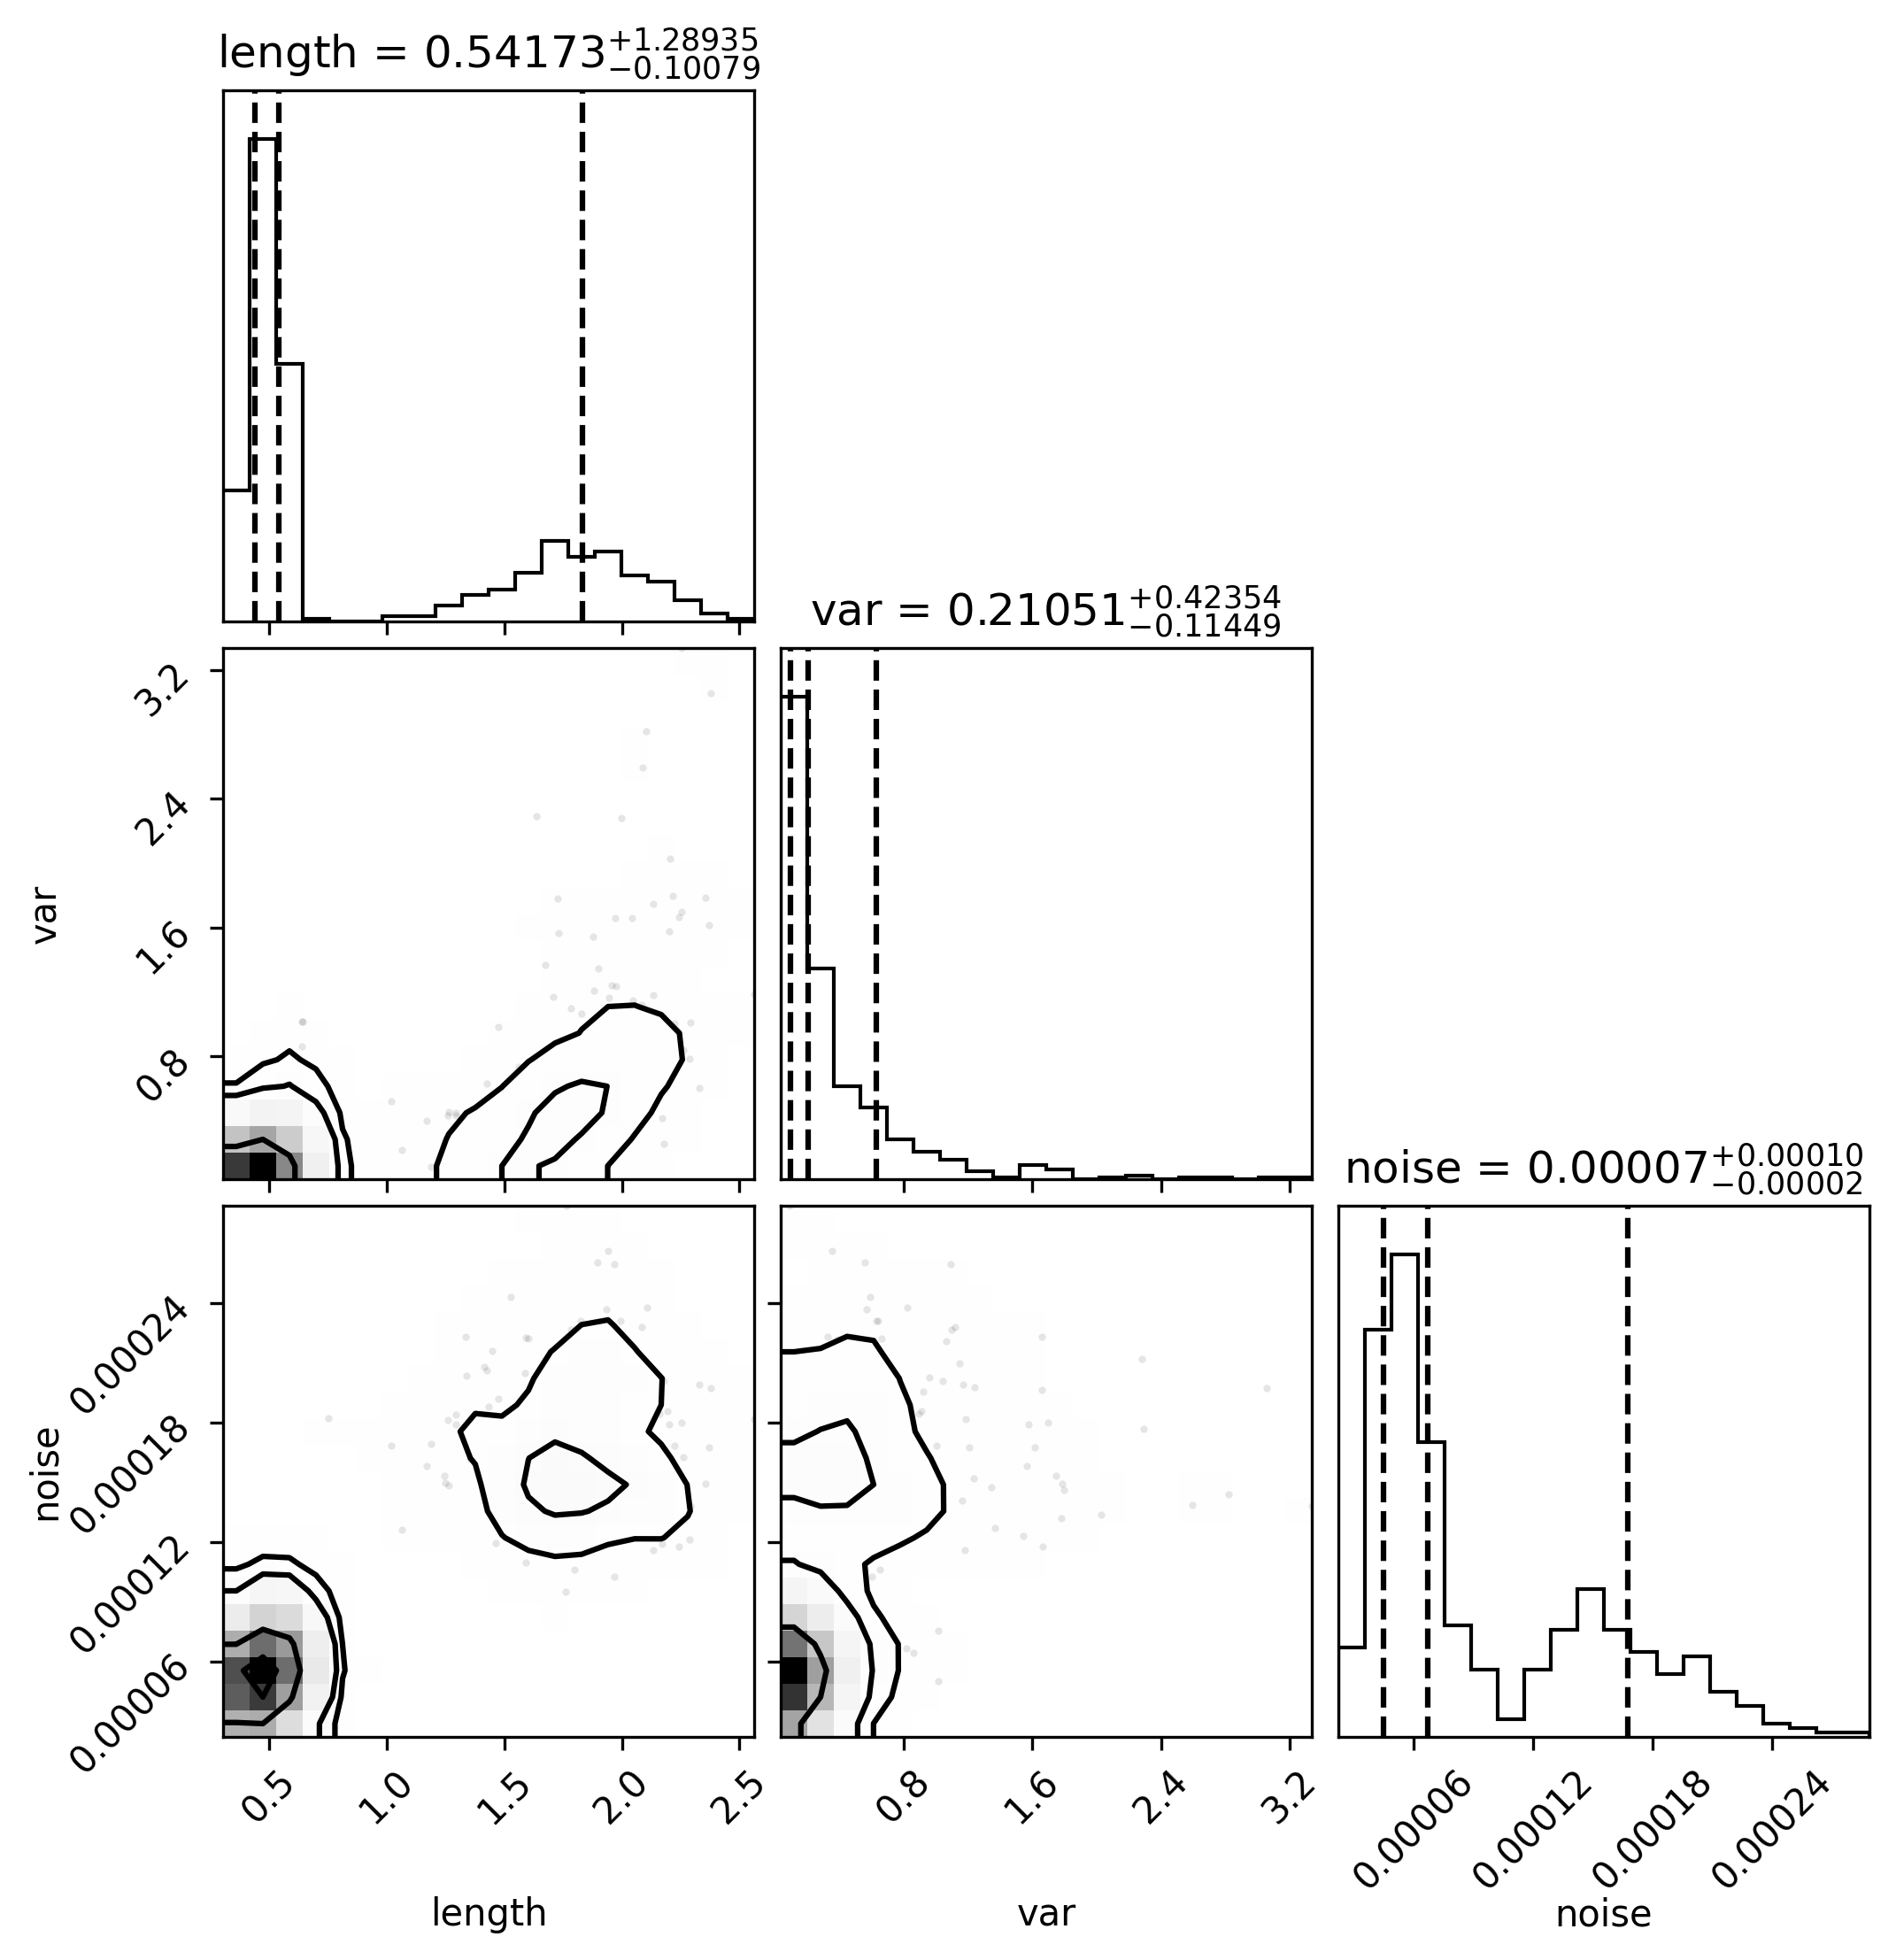 length = 0.54173+1.28935−0.10079
var = 0.21051+0.42354−0.11449
3.2
2.4
1.6
0.8
var
noise = 0.00007+0.00010−0.00002
0.00024
0.00018
0.00012
0.00006
noise
0.5 1.0 1.5 2.0 2.5
0.8 1.6 2.4 3.2
0.00006 0.00012 0.00018 0.00024
length
var
noise